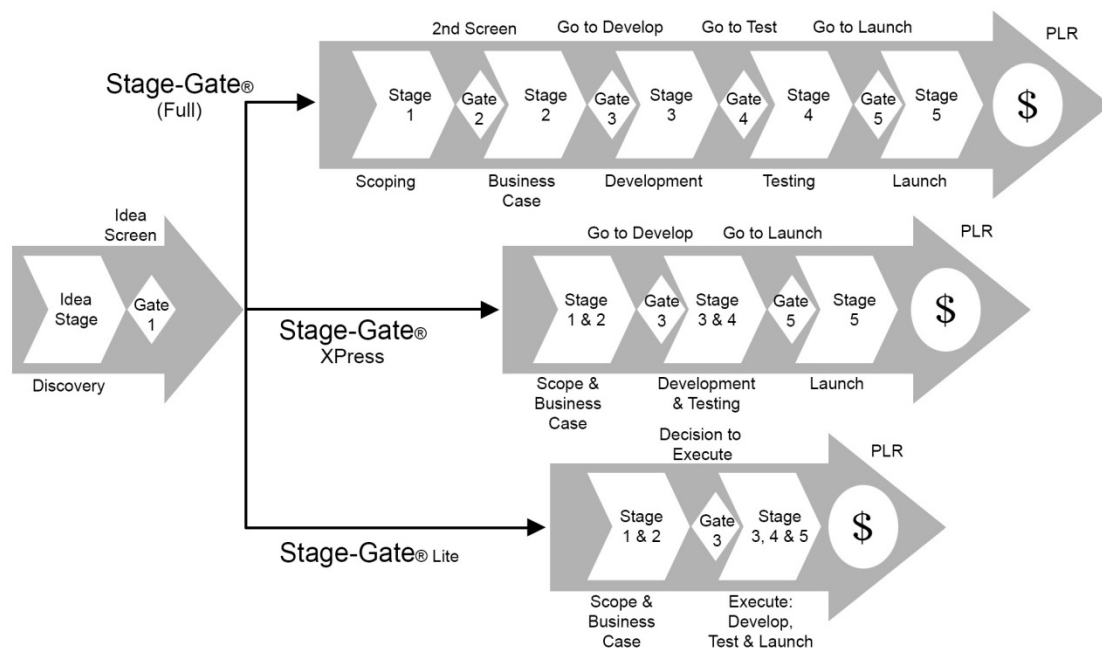 2nd Screen
Go to Develop
Go to Test
Go to Launch
PLR
Stage-Gate®
(Full)
Stage
1
Gate
2
Stage
2
Gate
3
Stage
3
Gate
4
Stage
4
Gate
5
Stage
5
$
Scoping
Business
Case
Development
Testing
Launch
Idea
Screen
Idea
Stage
Gate
1
Discovery
Go to Develop
Go to Launch
PLR
Stage-Gate®
XPress
Stage
1 & 2
Gate
3
Stage
3 & 4
Gate
5
Stage
5
$
Scope &
Business
Case
Development
& Testing
Launch
Decision to
Execute
PLR
Stage-Gate® Lite
Stage
1 & 2
Gate
3
Stage
3, 4 & 5
$
Scope &
Business
Case
Execute:
Develop,
Test & Launch